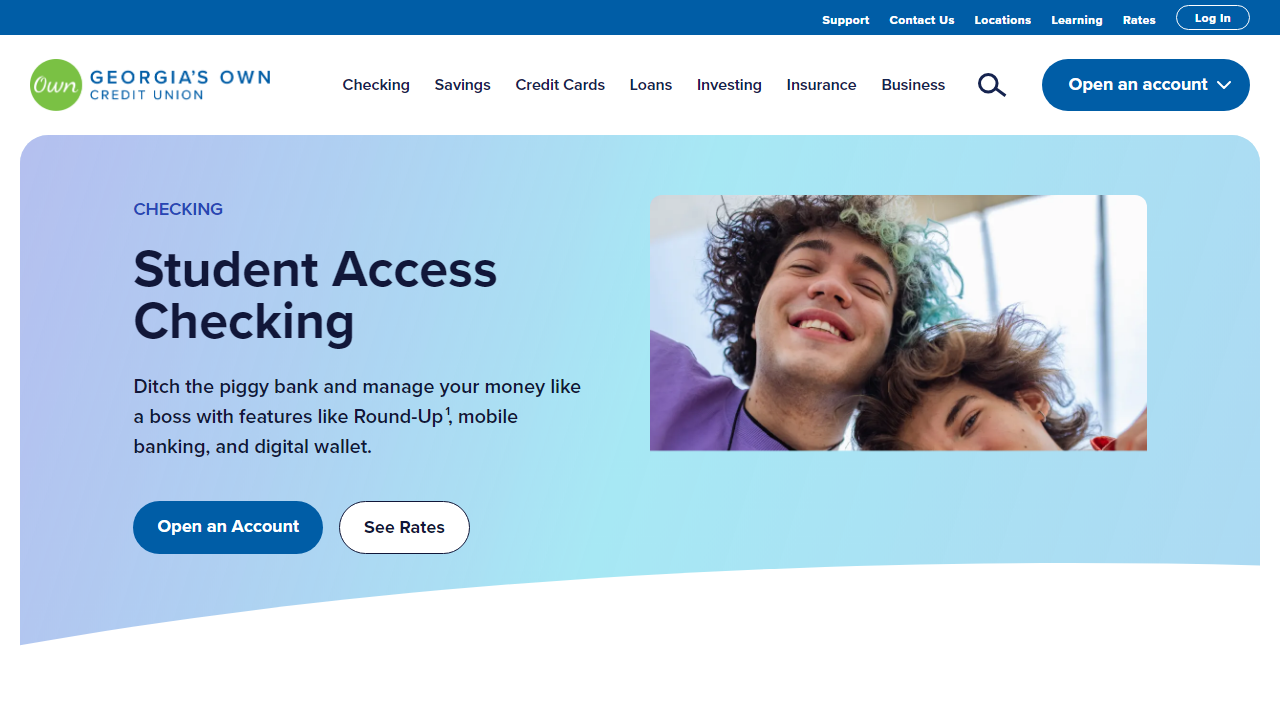 Support Contact Us Locations Learning Rates Log In
Own GEORGIA'S OWN
CREDIT UNION
Checking Savings Credit Cards Loans Investing Insurance Business Open an account
CHECKING
Student Access
Checking
Ditch the piggy bank and manage your money like
a boss with features like Round-Up¹, mobile
banking, and digital wallet.
Open an Account See Rates